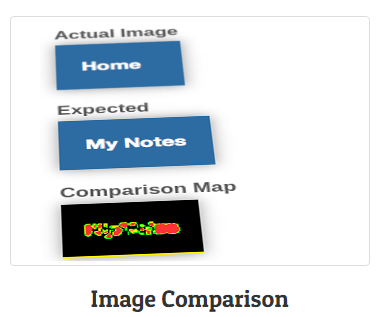 Actual Image
Home
Expected
My Notes
Comparison Map
Image Comparison